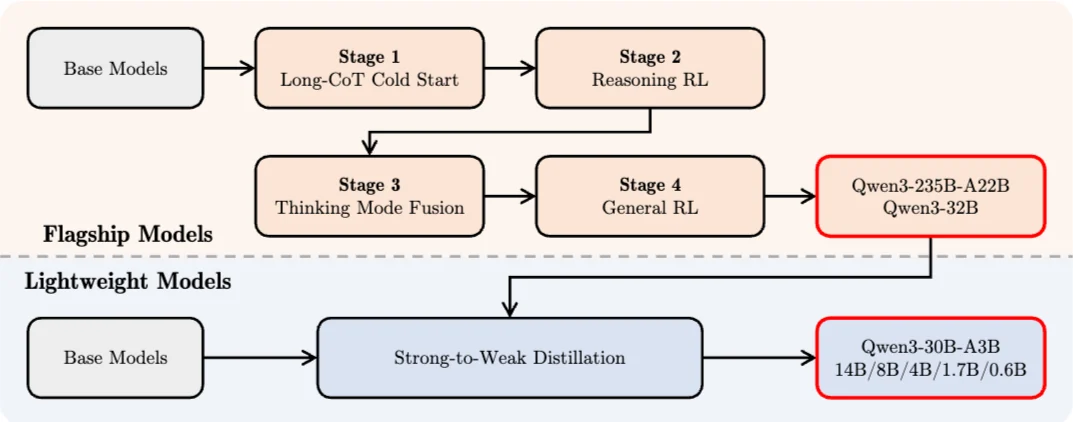 Base Models
Stage 1
Long-CoT Cold Start
Stage 2
Reasoning RL
Stage 3
Thinking Mode Fusion
Stage 4
General RL
Qwen3-235B-A22B
Qwen3-32B
Flagship Models
Lightweight Models
Base Models
Strong-to-Weak Distillation
Qwen3-30B-A3B
14B/8B/4B/1.7B/0.6B